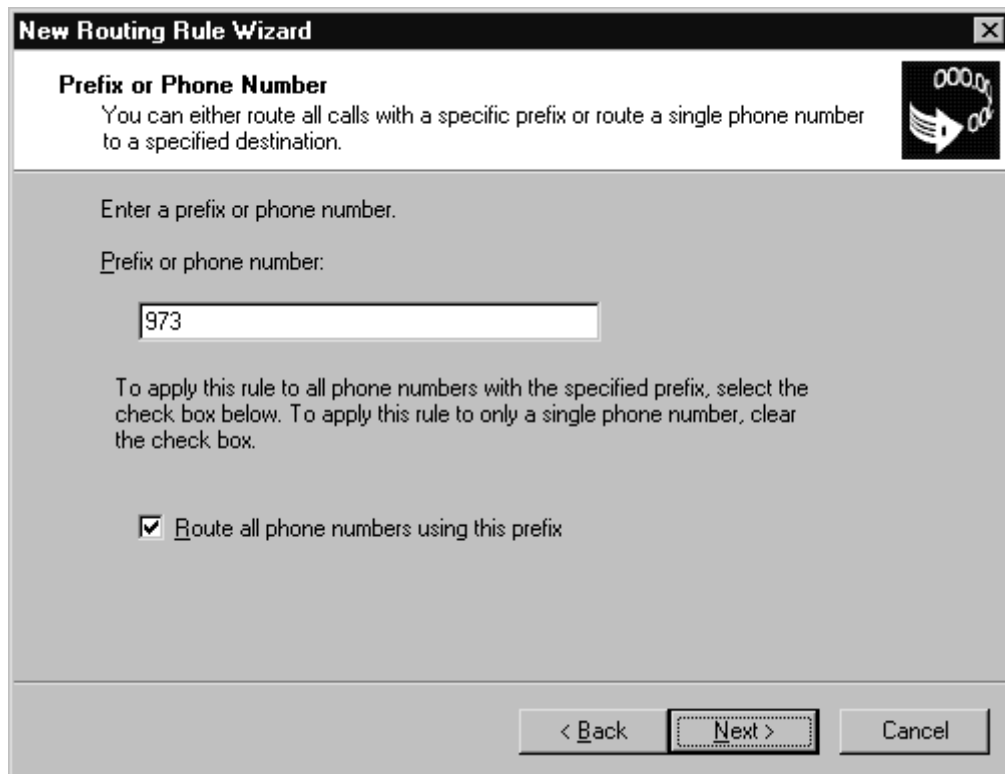 New Routing Rule Wizard
Prefix or Phone Number
You can either route all calls with a specific prefix or route a single phone number
to a specified destination.
Enter a prefix or phone number.
Prefix or phone number:
973
To apply this rule to all phone numbers with the specified prefix, select the
check box below. To apply this rule to only a single phone number, clear
the check box.
Route all phone numbers using this prefix
< Back Next > Cancel